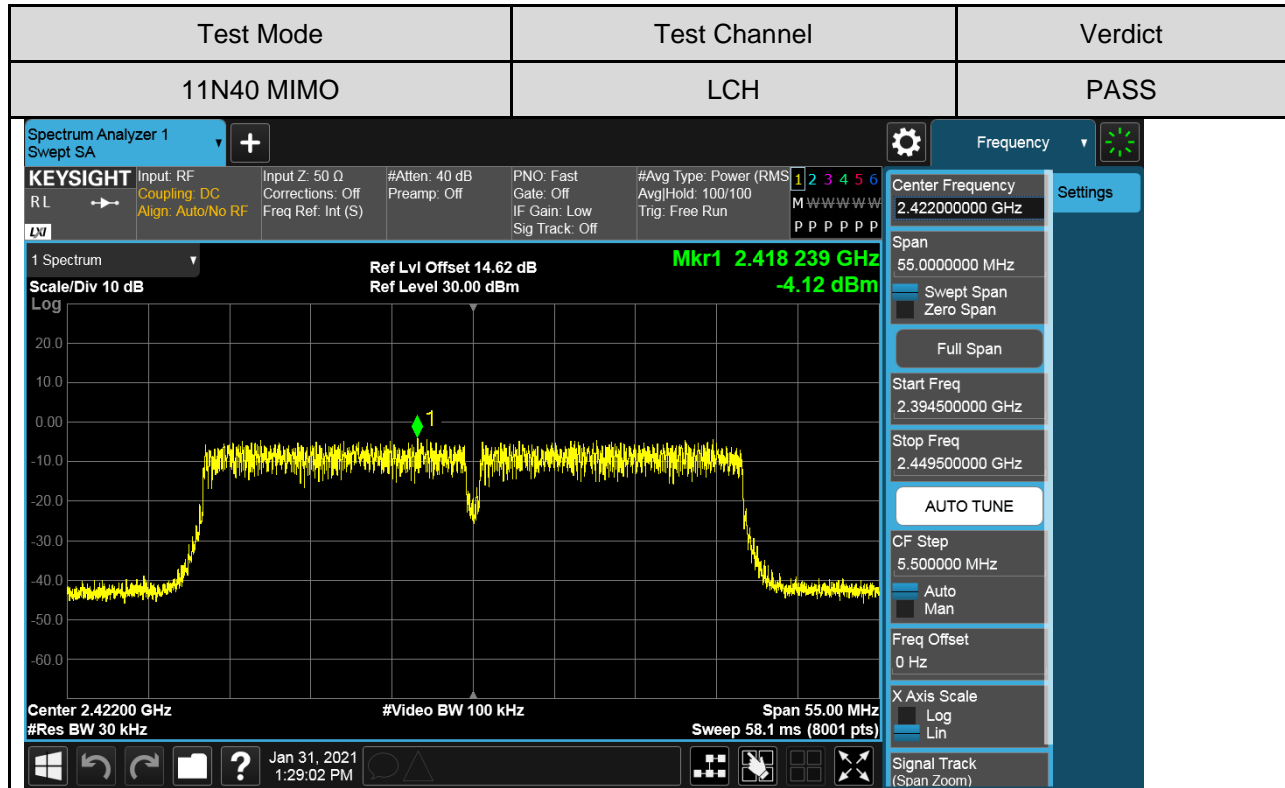 Test Mode Test Channel Verdict
11N40 MIMO LCH PASS
Spectrum Analyzer 1
Swept SA
+
Frequency
KEYSIGHT
R L
LXI
Input: RF
Coupling: DC
Align: Auto/No RF
Input Z: 50 Ω
Corrections: Off
Freq Ref: Int (S)
#Atten: 40 dB
Preamp: Off
PNO: Fast
Gate: Off
IF Gain: Low
Sig Track: Off
#Avg Type: Power (RMS
Avg|Hold: 100/100
Trig: Free Run
1 2 3 4 5 6
M W W W W W
P P P P P P
Center Frequency
2.422000000 GHz
Settings
Span
55.0000000 MHz
Swept Span
Zero Span
Full Span
Start Freq
2.394500000 GHz
Stop Freq
2.449500000 GHz
AUTO TUNE
CF Step
5.500000 MHz
Auto
Man
Freq Offset
0 Hz
X Axis Scale
Log
Lin
Signal Track
(Span Zoom)
1 Spectrum
Scale/Div 10 dB
Ref Lvl Offset 14.62 dB
Ref Level 30.00 dBm
Mkr1 2.418 239 GHz
-4.12 dBm
Log
20.0
10.0
0.00
-10.0
-20.0
-30.0
-40.0
-50.0
-60.0
1
Center 2.42200 GHz
#Res BW 30 kHz
#Video BW 100 kHz
Span 55.00 MHz
Sweep 58.1 ms (8001 pts)
?
Jan 31, 2021
1:29:02 PM